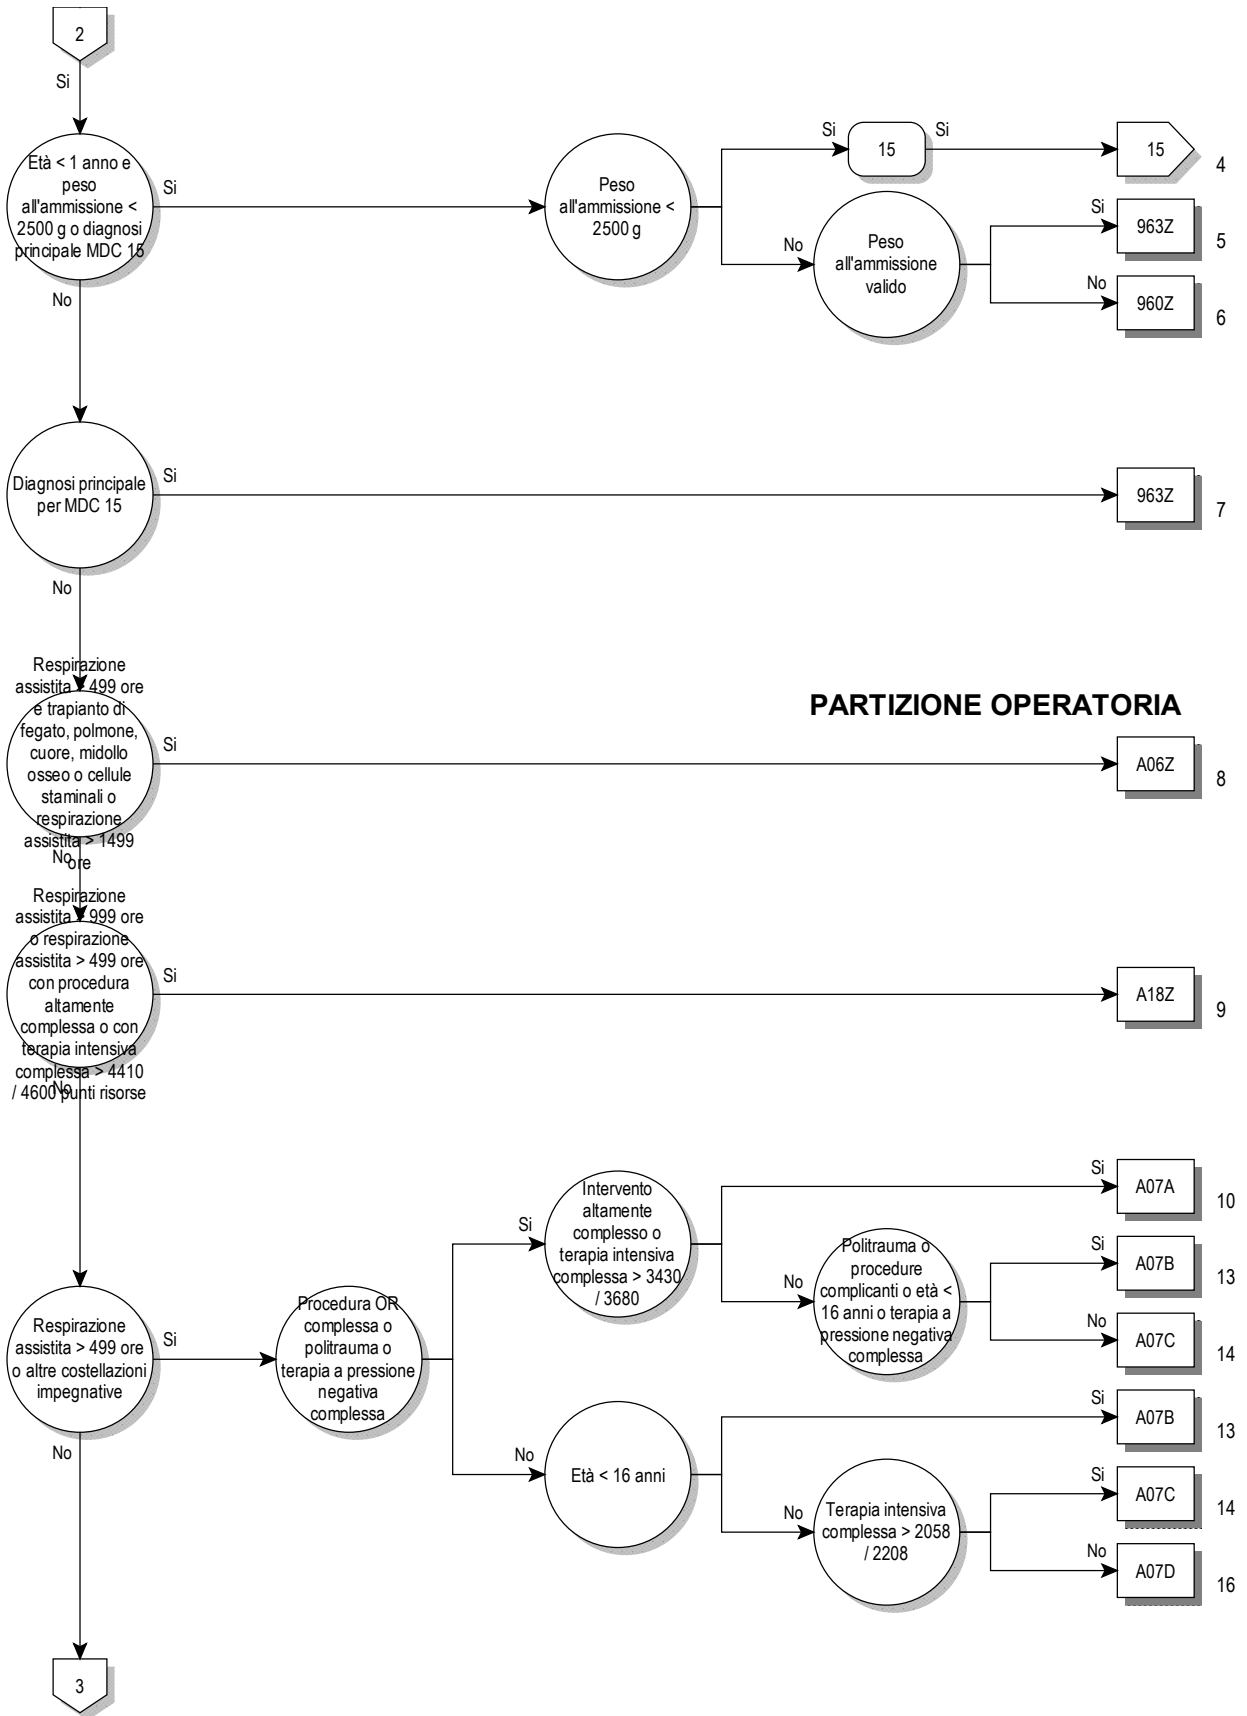 2
Si
Età < 1 anno e
peso
all'ammissione <
2500 g o diagnosi
principale MDC 15
Si
Peso
all'ammissione <
2500 g
Si
15
Si
15
4
No
Peso
all'ammissione
valido
Si
963Z
5
No
960Z
6
No
Diagnosi principale
per MDC 15
Si
963Z
7
No
PARTIZIONE OPERATORIA
Respirazione
assistita > 499 ore
e trapianto di
fegato, polmone,
cuore, midollo
osseo o cellule
staminali o
respirazione
assistita > 1499
ore
Si
A06Z
8
No
Respirazione
assistita > 999 ore
o respirazione
assistita > 499 ore
con procedura
altamente
complessa o con
terapia intensiva
complessa > 4410
/ 4600 punti risorse
Si
A18Z
9
No
Respirazione
assistita > 499 ore
o altre costellazioni
impegnative
Si
Procedura OR
complessa o
politrauma o
terapia a pressione
negativa
complessa
Si
Intervento
altamente
complesso o
terapia intensiva
complessa > 3430
/ 3680
Si
A07A
10
No
Politrauma o
procedure
complicanti o età <
16 anni o terapia a
pressione negativa
complessa
Si
A07B
13
No
A07C
14
No
Età < 16 anni
Si
A07B
13
No
Terapia intensiva
complessa > 2058
/ 2208
Si
A07C
14
No
A07D
16
No
3